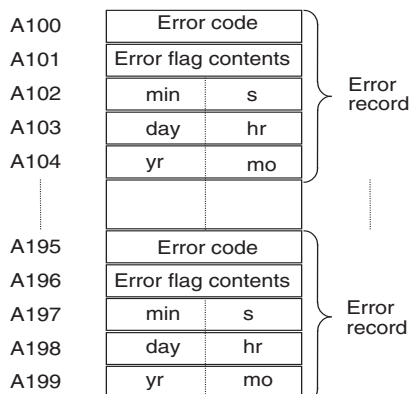 A100 Error code
A101 Error flag contents
A102 min s Error record
A103 day hr
A104 yr mo
A195 Error code
A196 Error flag contents
A197 min s Error record
A198 day hr
A199 yr mo